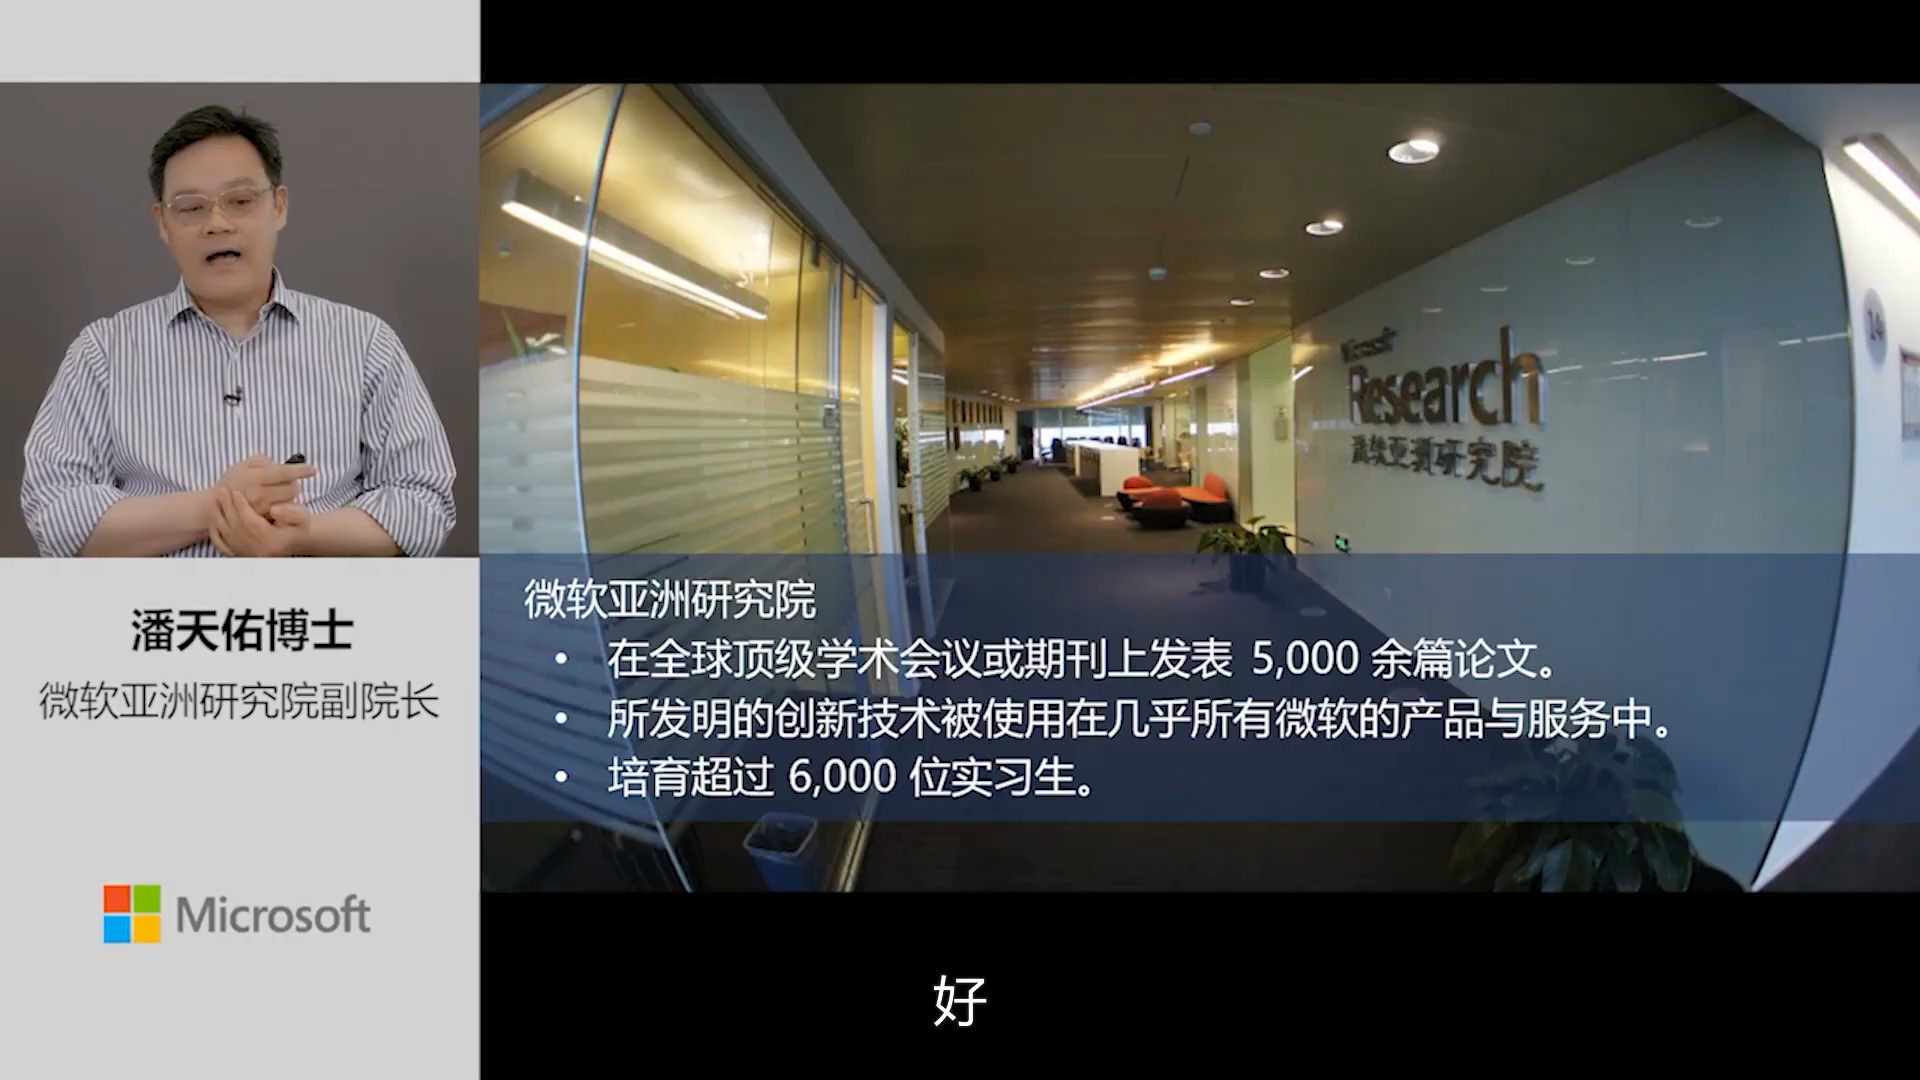 Microsoft
Research
微软亚洲研究院
潘天佑博士
微软亚洲研究院副院长
Microsoft
微软亚洲研究院
• 在全球顶级学术会议或期刊上发表 5,000 余篇论文。
• 所发明的创新技术被使用在几乎所有微软的产品与服务中。
• 培育超过 6,000 位实习生。
好